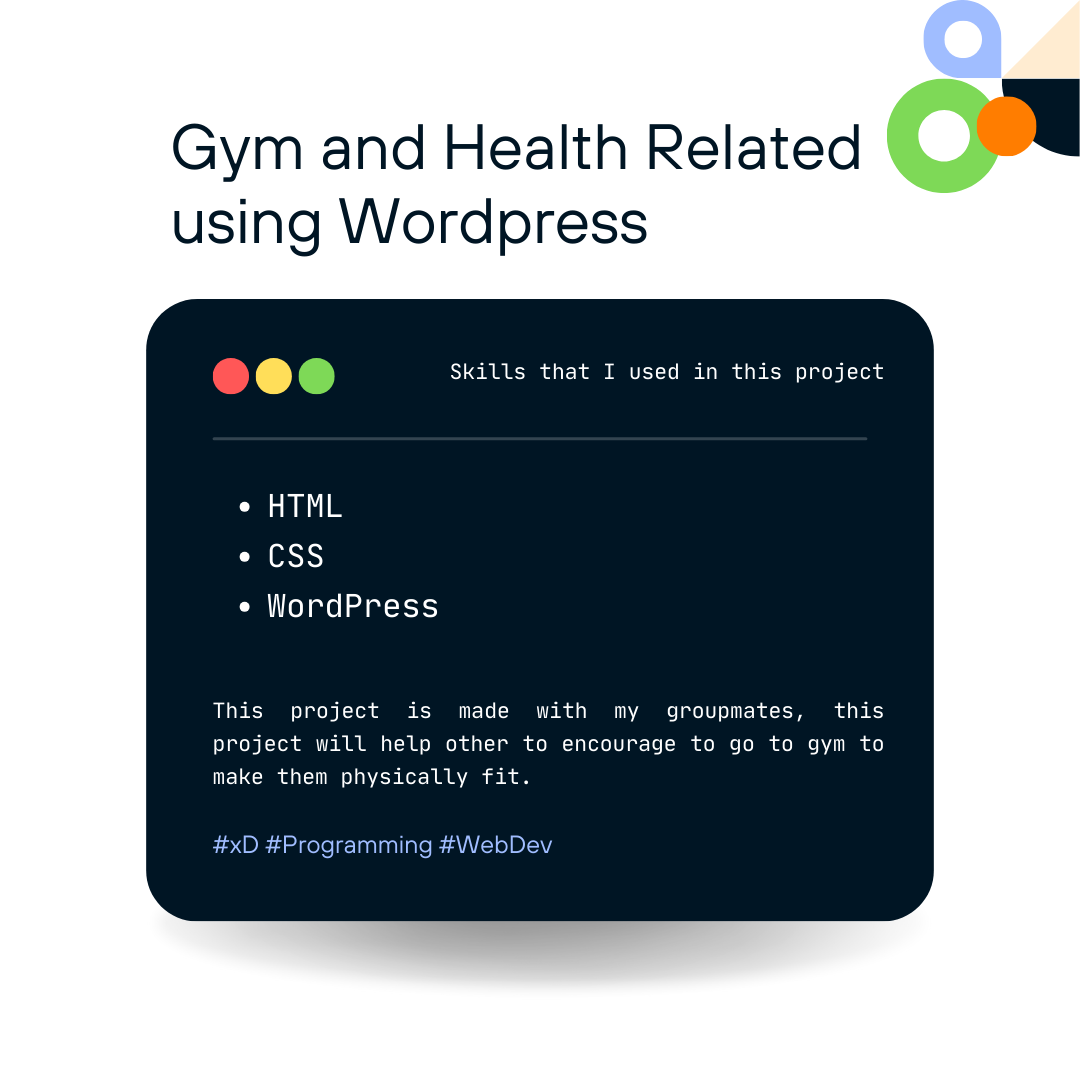 Gym and Health Related
using Wordpress
Skills that I used in this project
• HTML
• CSS
• WordPress
This project is made with my groupmates, this
project will help other to encourage to go to gym to
make them physically fit.
#xD #Programming #WebDev